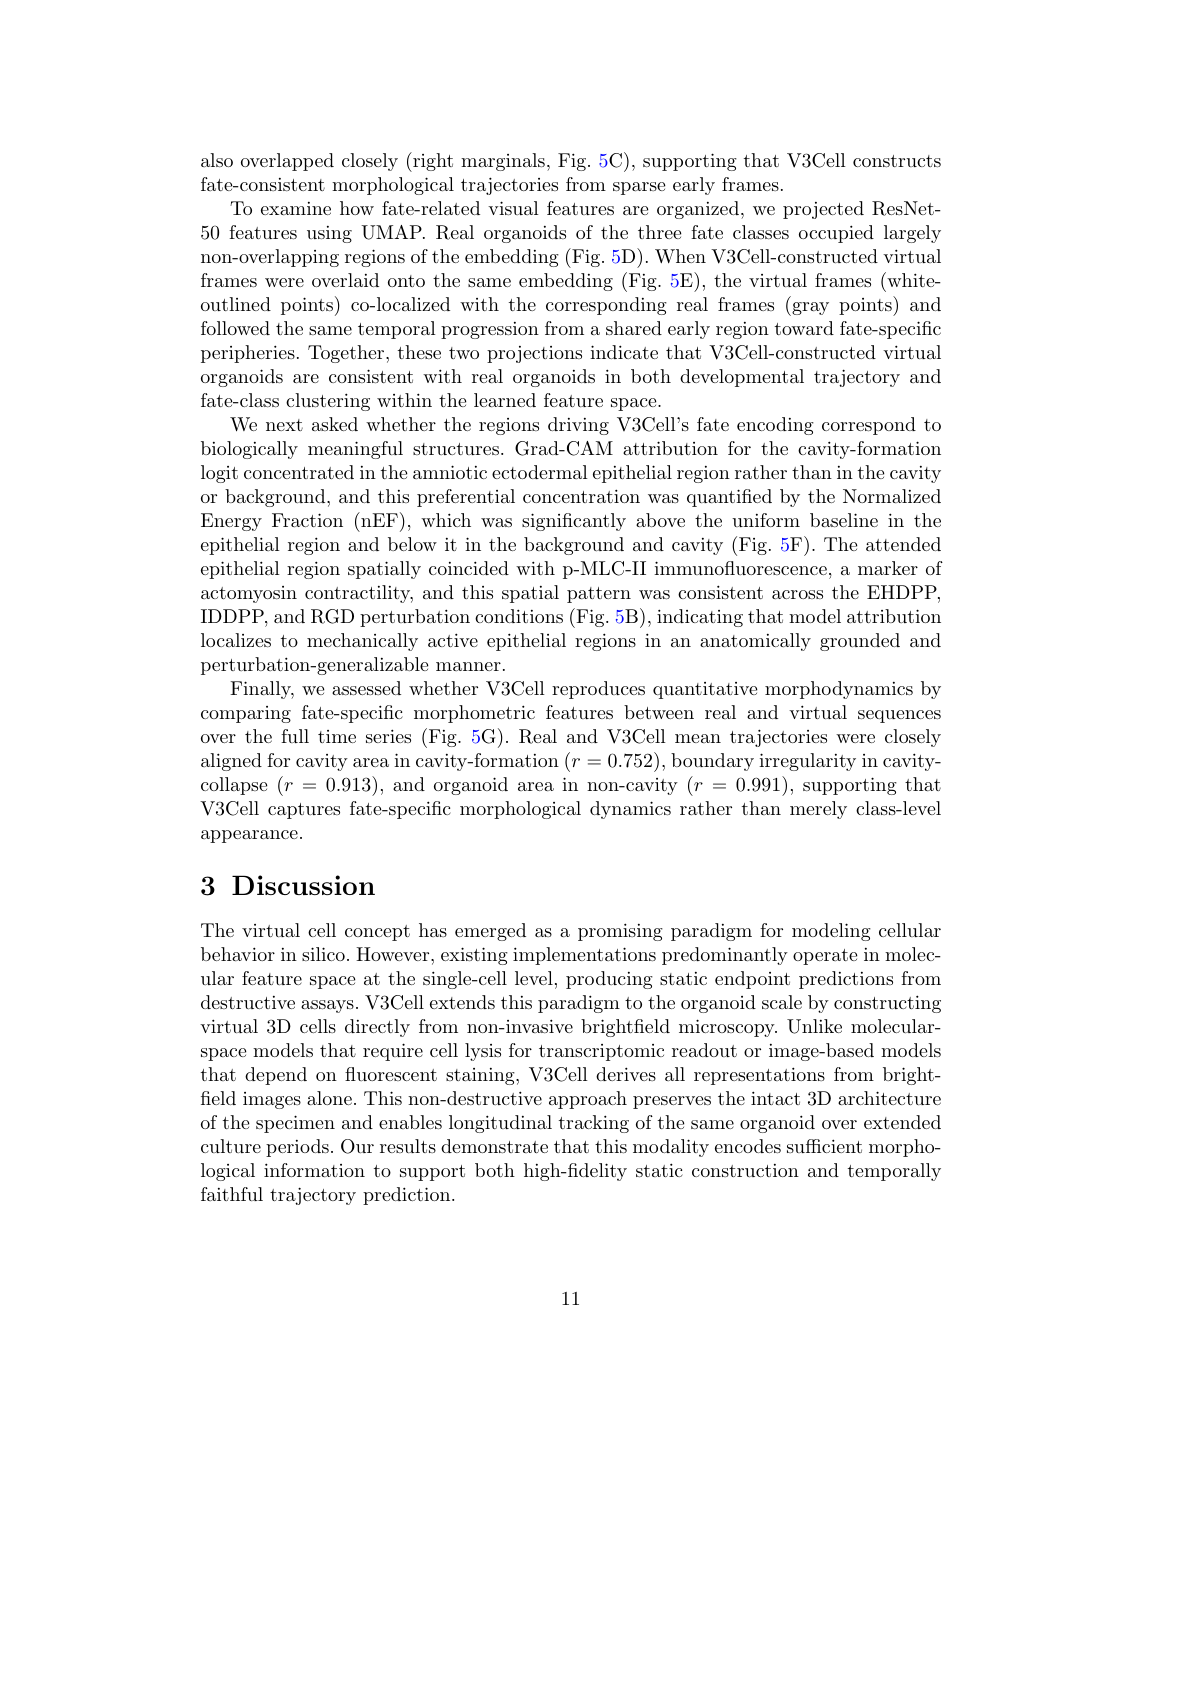 also overlapped closely (right marginals, Fig. 5C), supporting that V3Cell constructs
fate-consistent morphological trajectories from sparse early frames.
To examine how fate-related visual features are organized, we projected ResNet-
50 features using UMAP. Real organoids of the three fate classes occupied largely
non-overlapping regions of the embedding (Fig. 5D). When V3Cell-constructed virtual
frames were overlaid onto the same embedding (Fig. 5E), the virtual frames (white-
outlined points) co-localized with the corresponding real frames (gray points) and
followed the same temporal progression from a shared early region toward fate-specific
peripheries. Together, these two projections indicate that V3Cell-constructed virtual
organoids are consistent with real organoids in both developmental trajectory and
fate-class clustering within the learned feature space.
We next asked whether the regions driving V3Cell's fate encoding correspond to
biologically meaningful structures. Grad-CAM attribution for the cavity-formation
logit concentrated in the amniotic ectodermal epithelial region rather than in the cavity
or background, and this preferential concentration was quantified by the Normalized
Energy Fraction (nEF), which was significantly above the uniform baseline in the
epithelial region and below it in the background and cavity (Fig. 5F). The attended
epithelial region spatially coincided with p-MLC-II immunofluorescence, a marker of
actomyosin contractility, and this spatial pattern was consistent across the EHDPP,
IDDPP, and RGD perturbation conditions (Fig. 5B), indicating that model attribution
localizes to mechanically active epithelial regions in an anatomically grounded and
perturbation-generalizable manner.
Finally, we assessed whether V3Cell reproduces quantitative morphodynamics by
comparing fate-specific morphometric features between real and virtual sequences
over the full time series (Fig. 5G). Real and V3Cell mean trajectories were closely
aligned for cavity area in cavity-formation (r = 0.752), boundary irregularity in cavity-
collapse (r = 0.913), and organoid area in non-cavity (r = 0.991), supporting that
V3Cell captures fate-specific morphological dynamics rather than merely class-level
appearance.
3 Discussion
The virtual cell concept has emerged as a promising paradigm for modeling cellular
behavior in silico. However, existing implementations predominantly operate in molec-
ular feature space at the single-cell level, producing static endpoint predictions from
destructive assays. V3Cell extends this paradigm to the organoid scale by constructing
virtual 3D cells directly from non-invasive brightfield microscopy. Unlike molecular-
space models that require cell lysis for transcriptomic readout or image-based models
that depend on fluorescent staining, V3Cell derives all representations from bright-
field images alone. This non-destructive approach preserves the intact 3D architecture
of the specimen and enables longitudinal tracking of the same organoid over extended
culture periods. Our results demonstrate that this modality encodes sufficient morpho-
logical information to support both high-fidelity static construction and temporally
faithful trajectory prediction.
11